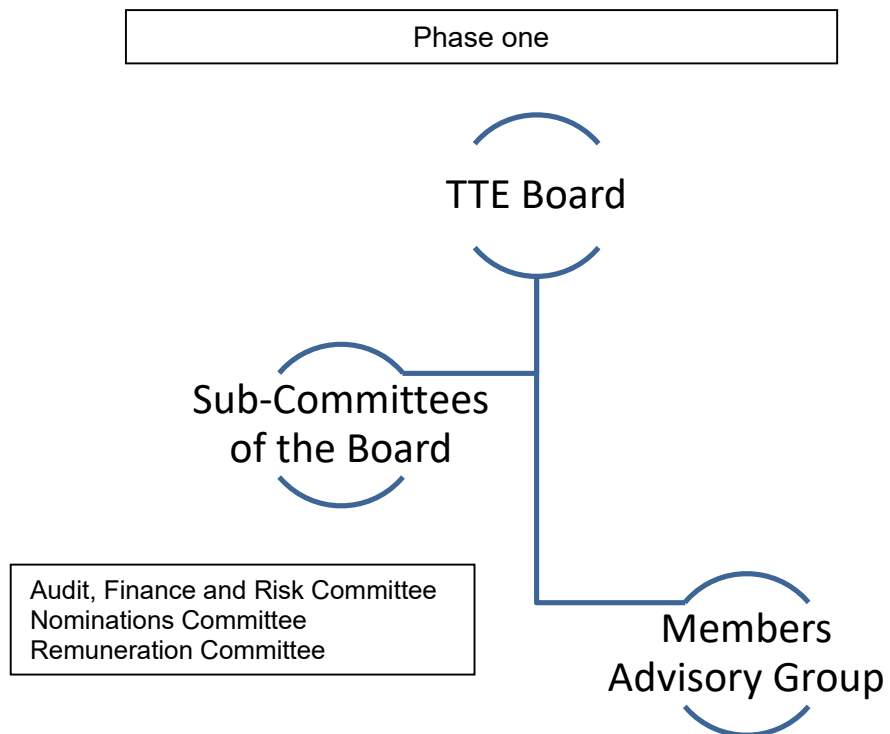 Phase one
TTE Board
Sub-Committees
of the Board
Audit, Finance and Risk Committee
Nominations Committee
Remuneration Committee
Members
Advisory Group